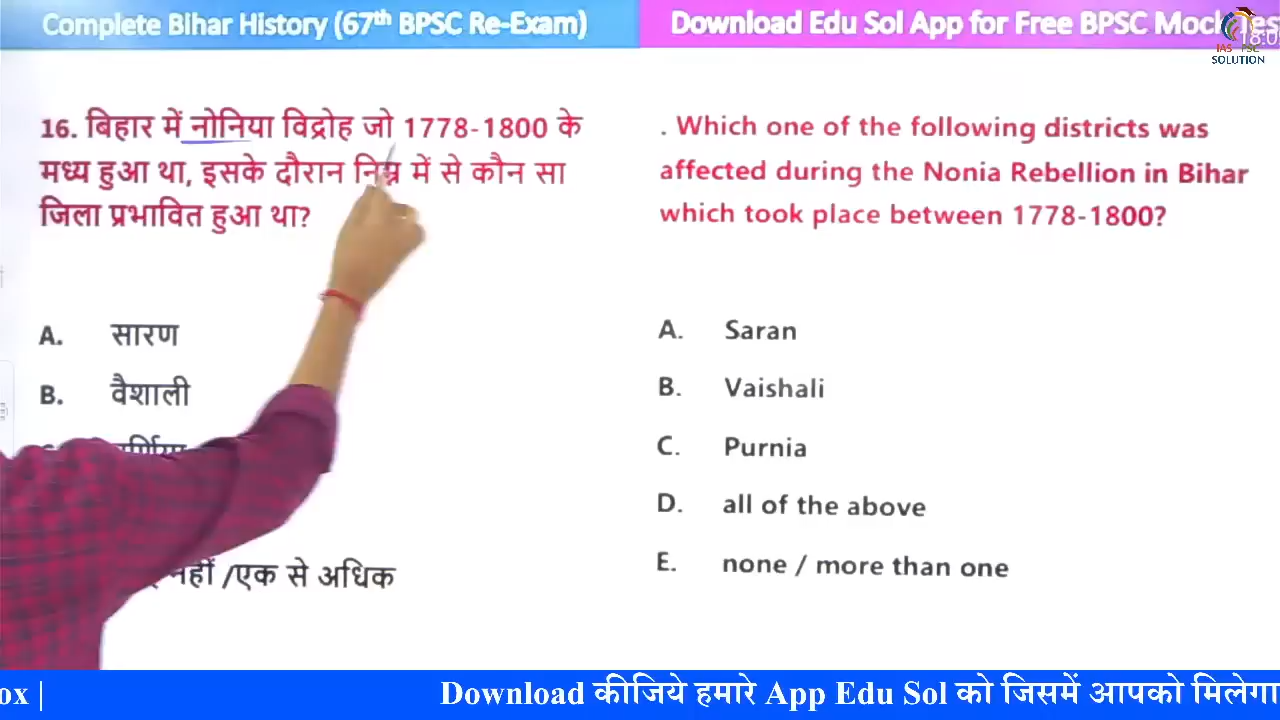 Complete Bihar History (67th BPSC Re-Exam)
Download Edu Sol App for Free BPSC
IAS PSC
SOLUTION
16. बिहार में नोनिया विद्रोह जो 1778-1800 के
मध्य हुआ था, इसके दौरान निम्न में से कौन सा
जिला प्रभावित हुआ था?
A. सारण
B. वैशाली
नहीं /एक से अधिक
. Which one of the following districts was
affected during the Nonia Rebellion in Bihar
which took place between 1778-1800?
A. Saran
B. Vaishali
C. Purnia
D. all of the above
E. none / more than one
ox | Download कीजिये हमारे App Edu Sol को जिसमें आपको मिलेगा